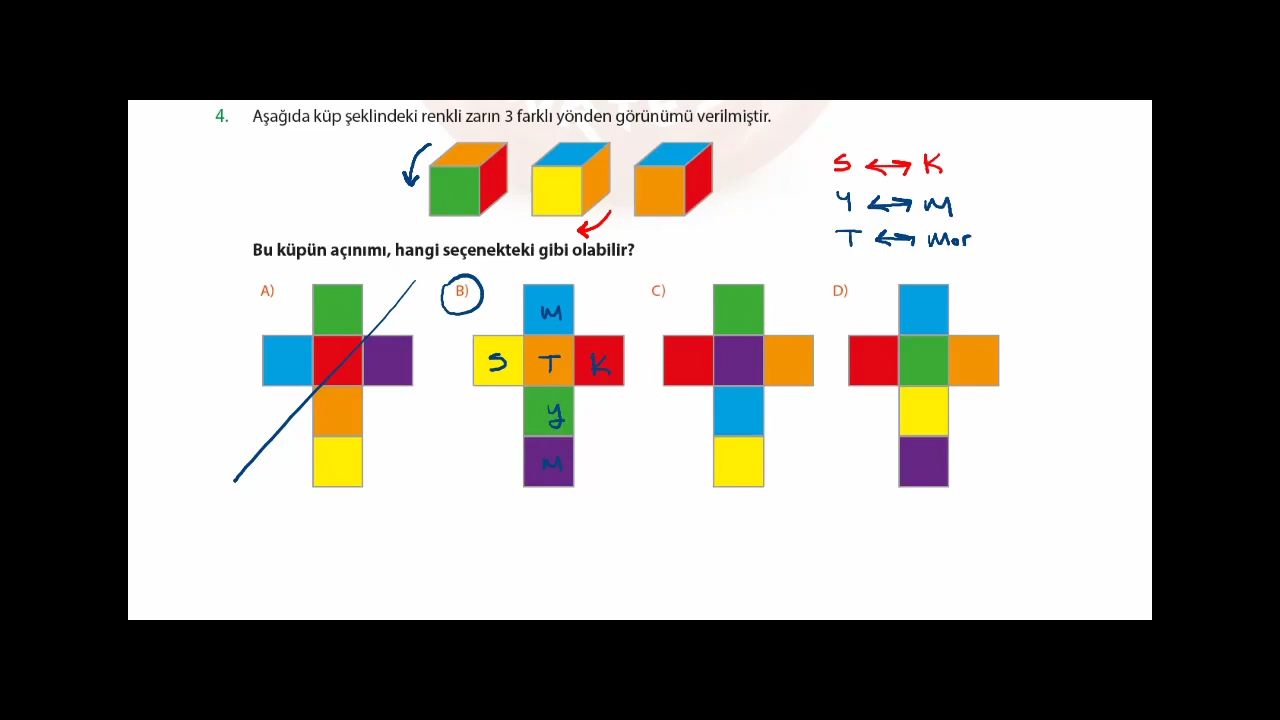 4. Aşağıda küp şeklindeki renkli zarın 3 farklı yönden görünümü verilmiştir.
S ↔ K
Y ↔ M
T ↔ Mor
Bu küpün açınımı, hangi seçenekteki gibi olabilir?
A) B) C) D)
M
S T K
y
M